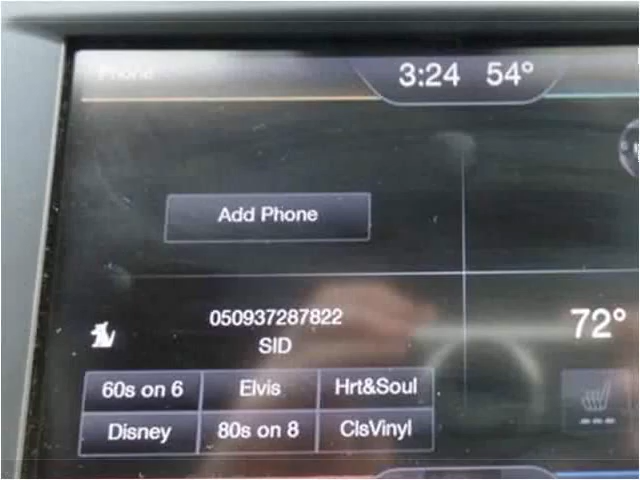 Phone
3:24 54°
Add Phone
050937287822
SID
72°
60s on 6 Elvis Hrt&Soul
Disney 80s on 8 ClsVinyl